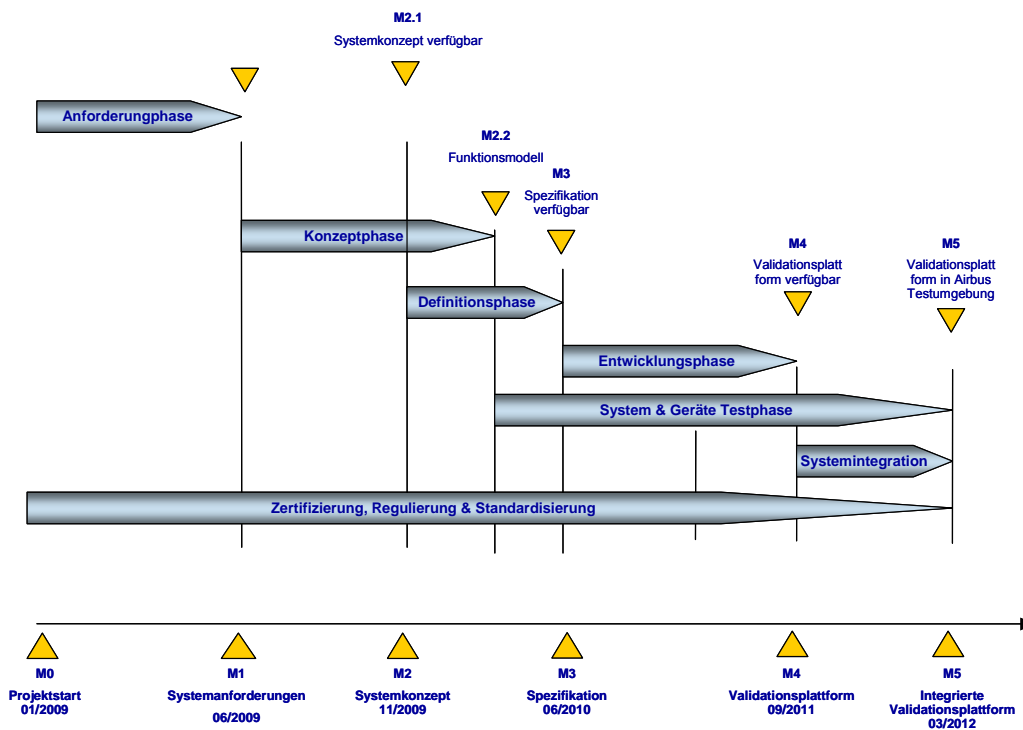 M2.1
Systemkonzept verfügbar
Anforderungphase
M2.2
Funktionsmodell
M3
Spezifikation
verfügbar
Konzeptphase
M4
Validationsplatt
form verfügbar
M5
Validationsplatt
form in Airbus
Testumgebung
Definitionsphase
Entwicklungsphase
System & Geräte Testphase
Systemintegration
Zertifizierung, Regulierung & Standardisierung
M0
Projektstart
01/2009
M1
Systemanforderungen
06/2009
M2
Systemkonzept
11/2009
M3
Spezifikation
06/2010
M4
Validationsplattform
09/2011
M5
Integrierte
Validationsplattform
03/2012